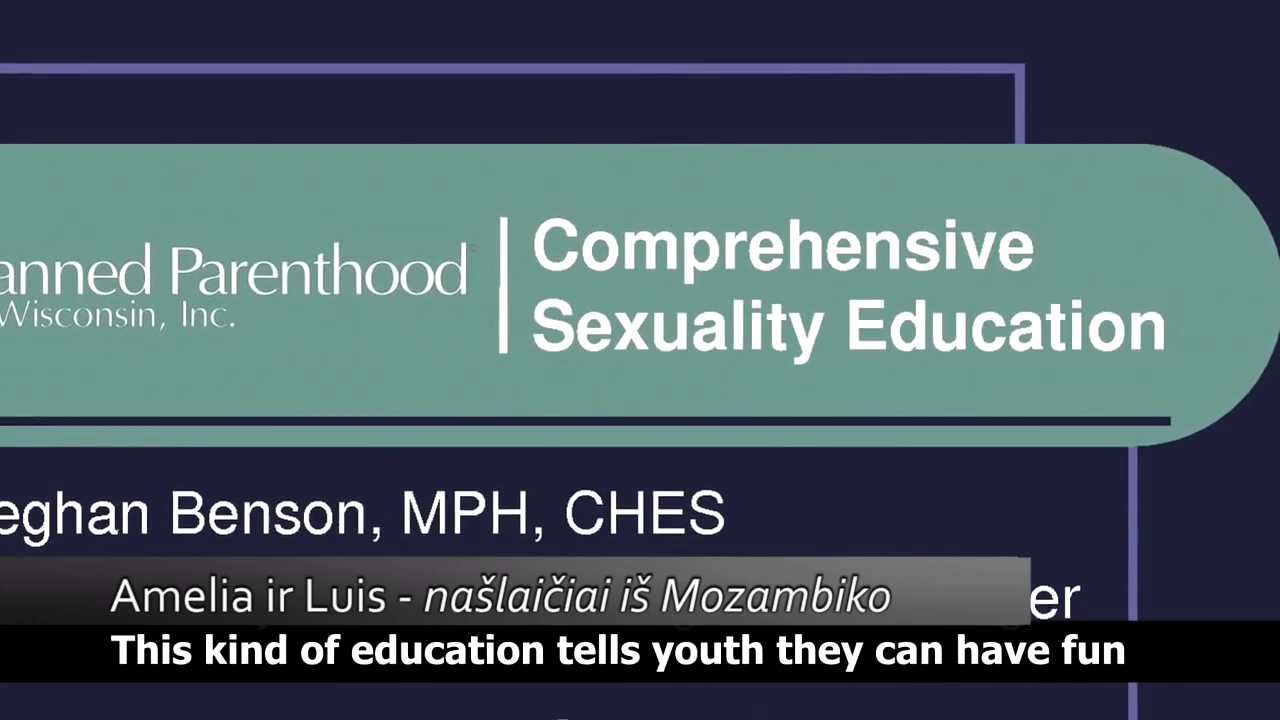 anned Parenthood
Wisconsin, Inc.
Comprehensive
Sexuality Education
eghan Benson, MPH, CHES
er
Amelia ir Luis - našlaičiai iš Mozambiko
This kind of education tells youth they can have fun